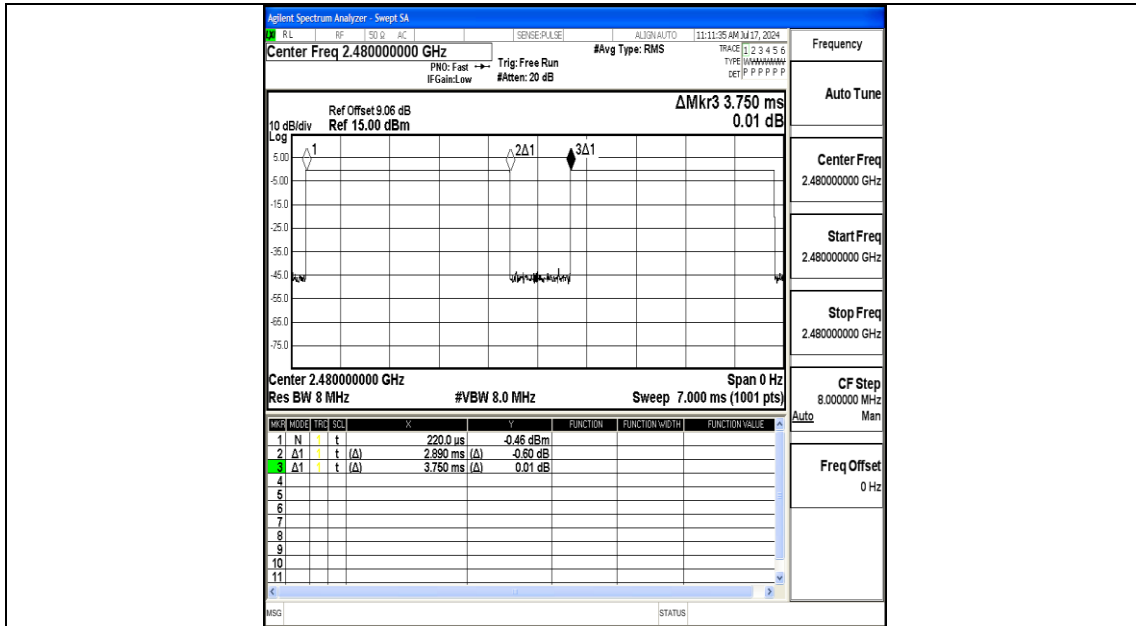 Agilent Spectrum Analyzer - Swept SA
RL RF 50 Ω AC SENSE:PULSE ALIGN AUTO 11:11:35 AM Jul 17, 2024
Center Freq 2.480000000 GHz #Avg Type: RMS TRACE 1 2 3 4 5 6
PNO: Fast Trig: Free Run TYPE
IFGain:Low #Atten: 20 dB DET P P P P P P
Frequency
Auto Tune
ΔMkr3 3.750 ms
0.01 dB
Ref Offset 9.06 dB
10 dB/div Ref 15.00 dBm
Log
1 2Δ1 3Δ1
5.00
-5.00
-15.0
-25.0
-35.0
-45.0
-55.0
-65.0
-75.0
Center Freq
2.480000000 GHz
Start Freq
2.480000000 GHz
Stop Freq
2.480000000 GHz
CF Step
8.000000 MHz
Auto Man
Freq Offset
0 Hz
Center 2.480000000 GHz Span 0 Hz
Res BW 8 MHz #VBW 8.0 MHz Sweep 7.000 ms (1001 pts)
MKR MODE TRC SCL X Y FUNCTION FUNCTION WIDTH FUNCTION VALUE
1 N 1 t 220.0 us -0.46 dBm
2 Δ1 1 t (Δ) 2.890 ms (Δ) -0.60 dB
3 Δ1 1 t (Δ) 3.750 ms (Δ) 0.01 dB
4
5
6
7
8
9
10
11
MSG STATUS